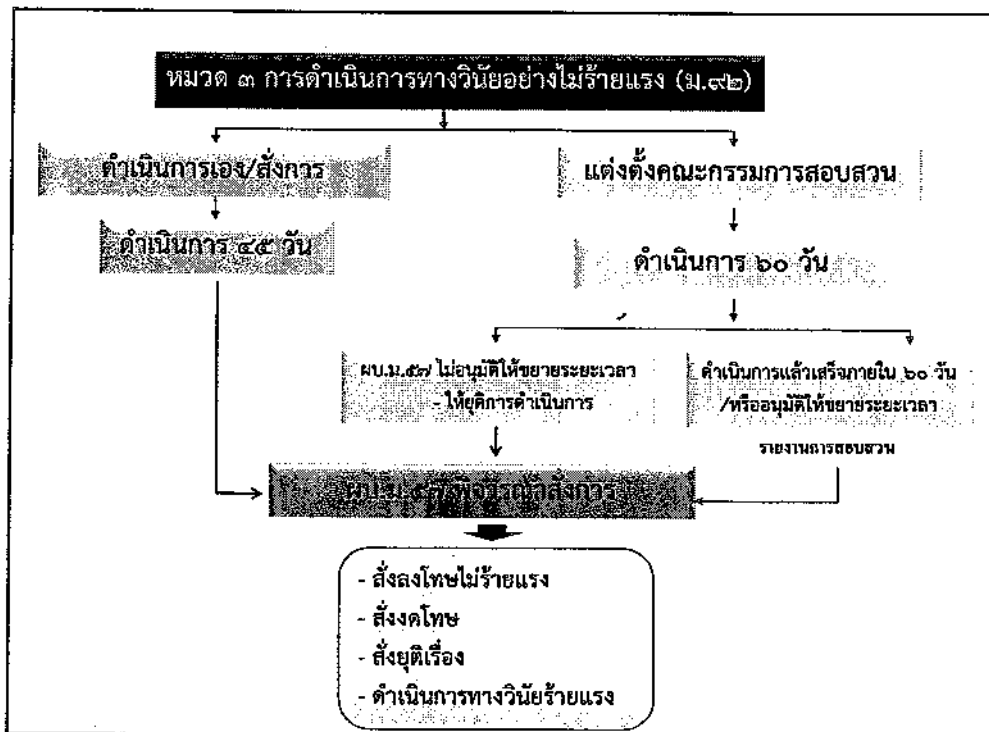 หมวด ๓ การดำเนินการทางวินัยอย่างไม่ร้ายแรง (ม.๙๒)
ดำเนินการเอง/สั่งการ
แต่งตั้งคณะกรรมการสอบสวน
ดำเนินการ ๔๕ วัน
ดำเนินการ ๖๐ วัน
ผบ.ม.๕๗ ไม่อนุมัติให้ขยายระยะเวลา
- ให้ยุติการดำเนินการ
ดำเนินการแล้วเสร็จภายใน ๖๐ วัน
/หรืออนุมัติให้ขยายระยะเวลา
รายงานการสอบสวน
ผบ.ม.๕๗ พิจารณาสั่งการ
- สั่งลงโทษไม่ร้ายแรง
- สั่งงดโทษ
- สั่งยุติเรื่อง
- ดำเนินการทางวินัยร้ายแรง